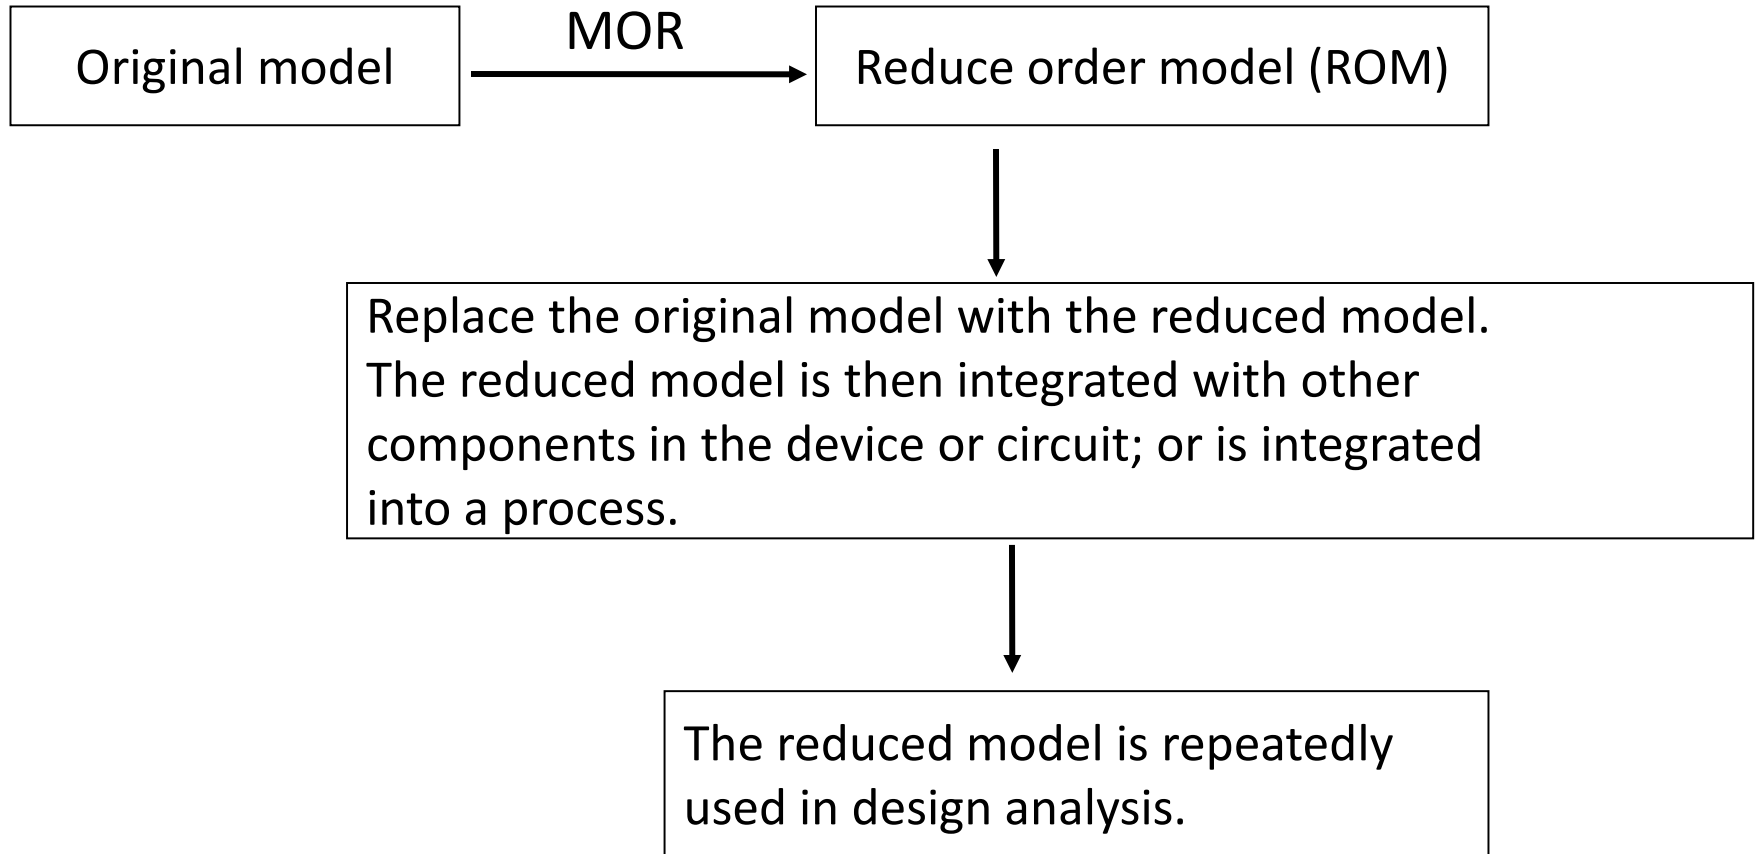 Original model
MOR
Reduce order model (ROM)
Replace the original model with the reduced model.
The reduced model is then integrated with other
components in the device or circuit; or is integrated
into a process.
The reduced model is repeatedly
used in design analysis.